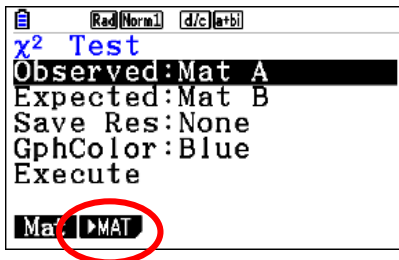 Rad Norm1 d/c a+bi
χ² Test
Observed:Mat A
Expected:Mat B
Save Res:None
GphColor:Blue
Execute
Mat ▶MAT